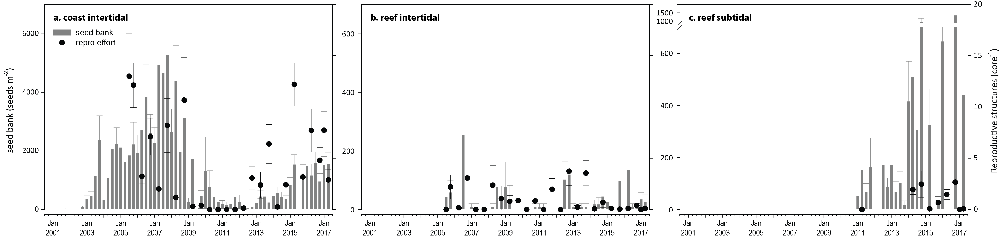 a. coast intertidal
seed bank
repro effort
6000
4000
2000
0
seed bank (seeds m-2)
Jan Jan Jan Jan Jan Jan Jan Jan Jan
2001 2003 2005 2007 2009 2011 2013 2015 2017
b. reef intertidal
600
400
200
0
Jan Jan Jan Jan Jan Jan Jan Jan Jan
2001 2003 2005 2007 2009 2011 2013 2015 2017
c. reef subtidal
1500
1000
600
400
200
0
Jan Jan Jan Jan Jan Jan Jan Jan Jan
2001 2003 2005 2007 2009 2011 2013 2015 2017
20
15
10
5
0
Reproductive structures (core-1)